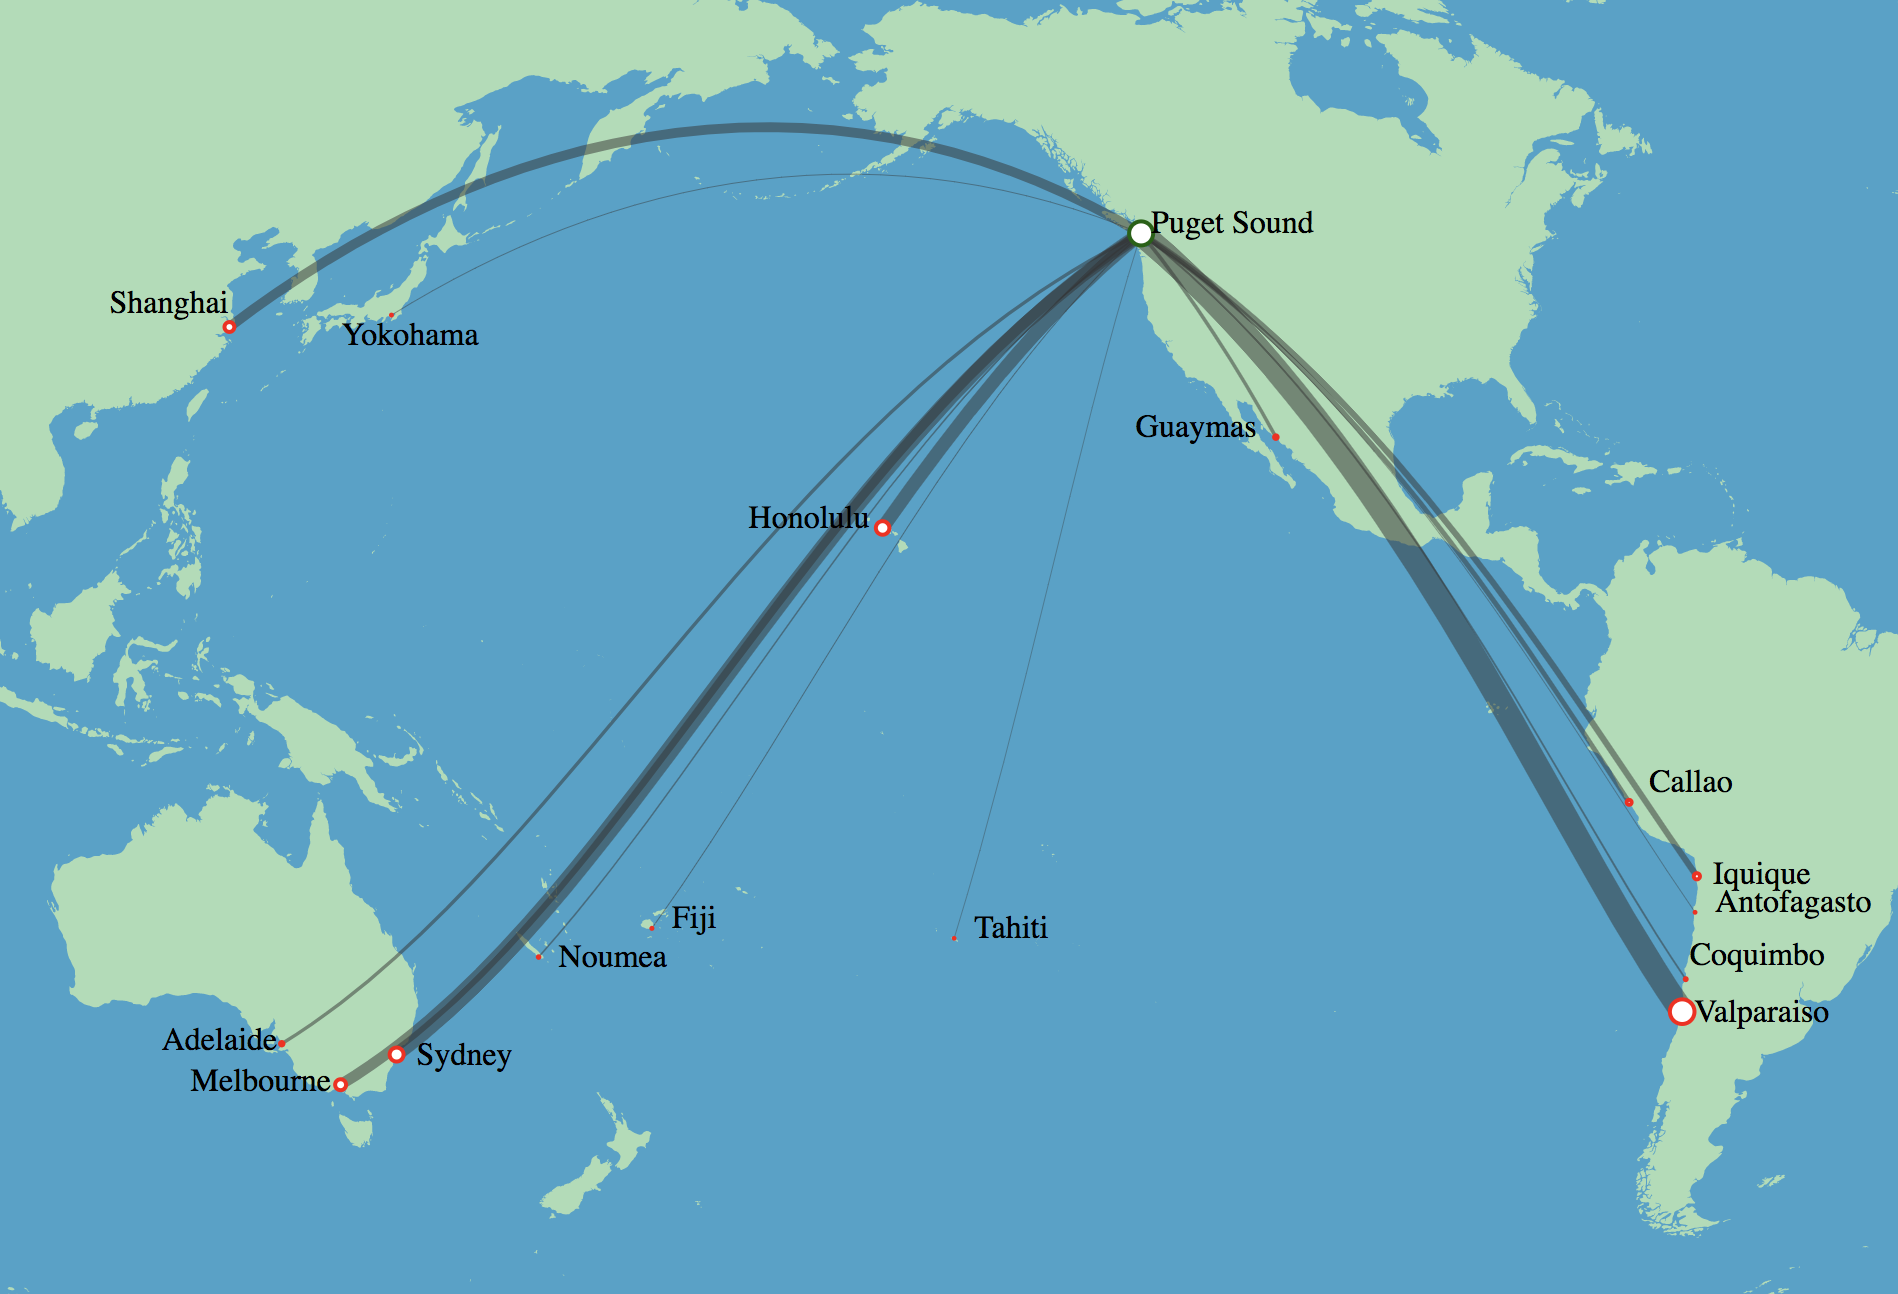 Puget Sound
Shanghai
Yokohama
Guaymas
Honolulu
Callao
Iquique
Antofagasto
Fiji
Tahiti
Noumea
Coquimbo
Valparaiso
Adelaide
Sydney
Melbourne